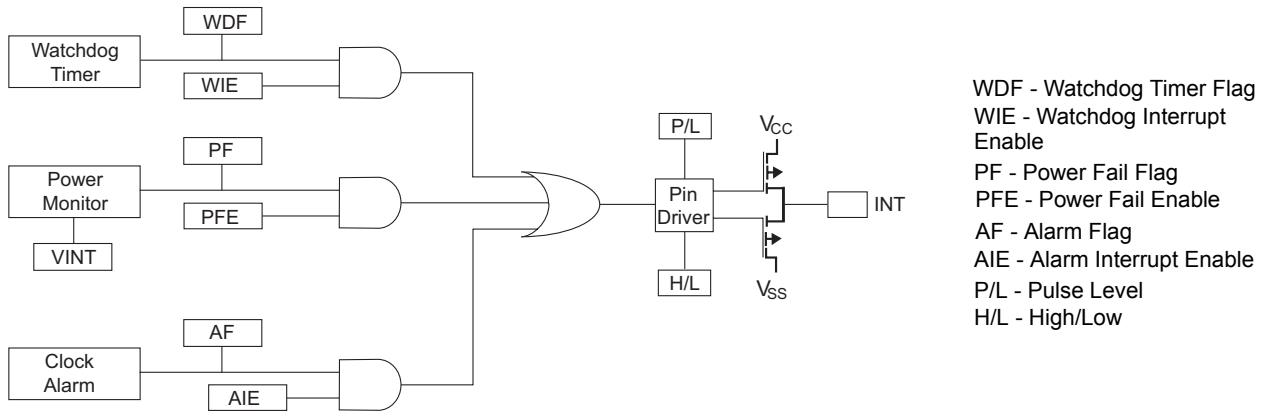 WDF
Watchdog
Timer
WIE
PF
Power
Monitor
PFE
VINT
AF
Clock
Alarm
AIE
P/L
Pin
Driver
H/L
VCC
VSS
INT
WDF - Watchdog Timer Flag
WIE - Watchdog Interrupt
Enable
PF - Power Fail Flag
PFE - Power Fail Enable
AF - Alarm Flag
AIE - Alarm Interrupt Enable
P/L - Pulse Level
H/L - High/Low